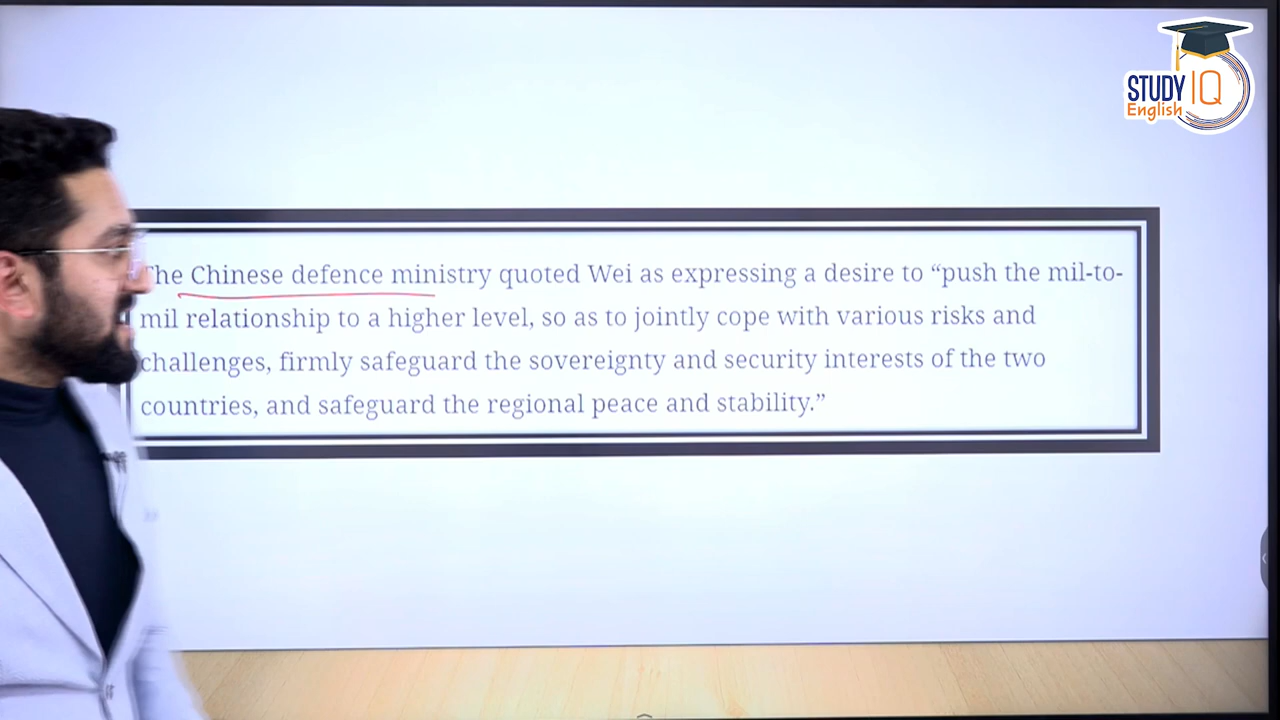 STUDY IQ
English
The Chinese defence ministry quoted Wei as expressing a desire to “push the mil-to-
mil relationship to a higher level, so as to jointly cope with various risks and
challenges, firmly safeguard the sovereignty and security interests of the two
countries, and safeguard the regional peace and stability.”